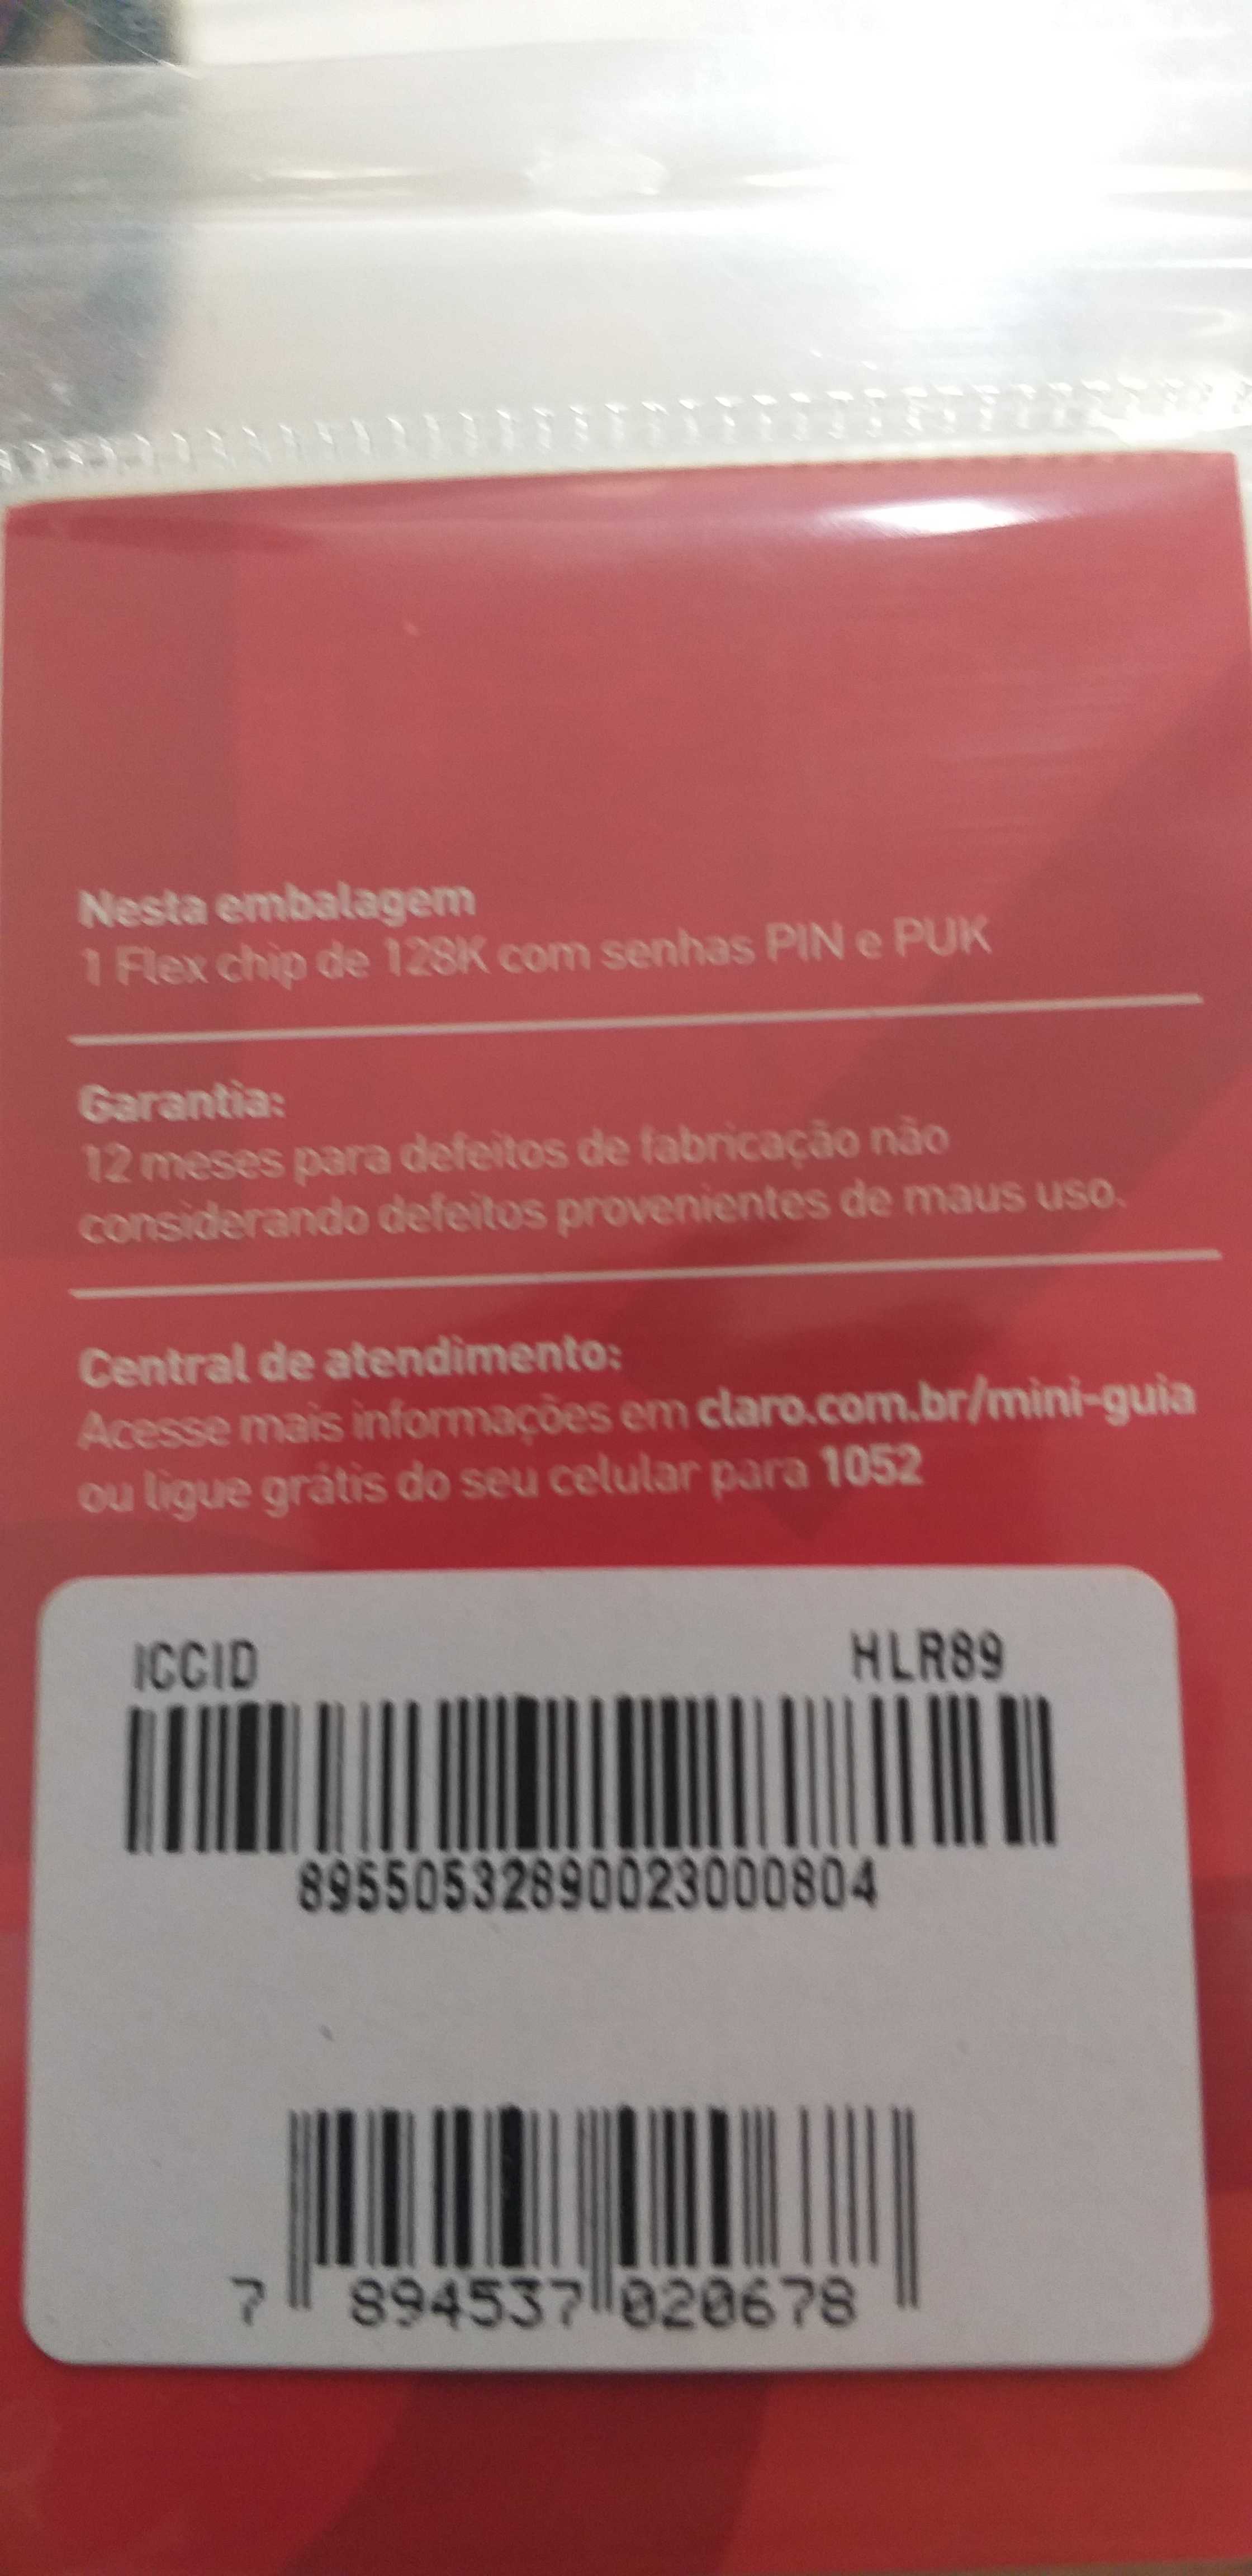 Nesta embalagem
1 Flex chip de 128K com senhas PIN e PUK
Garantia:
12 meses para defeitos de fabricação não
considerando defeitos provenientes de maus uso.
Central de atendimento:
Acesse mais informações em claro.com.br/mini-guia
ou ligue grátis do seu celular para 1052
ICCID HLR89
89550532890023000804
7 894537 020678